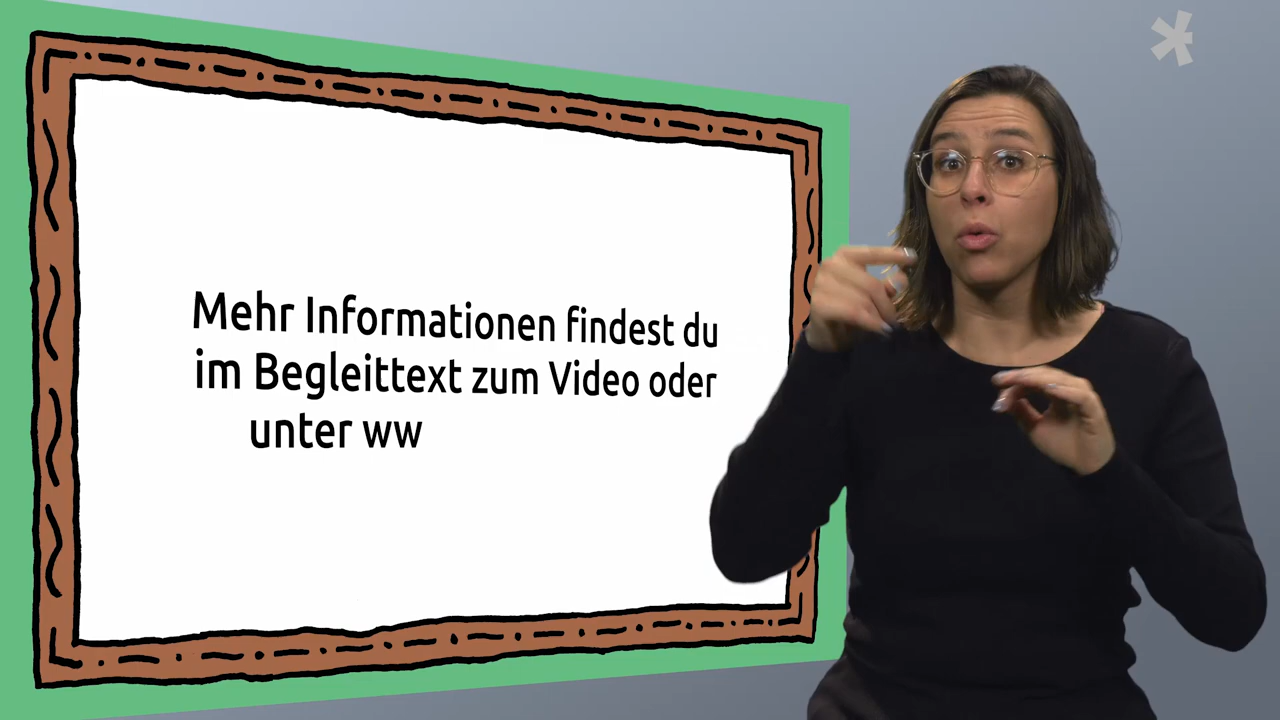 Mehr Informationen findest du
im Begleittext zum Video oder
unter ww